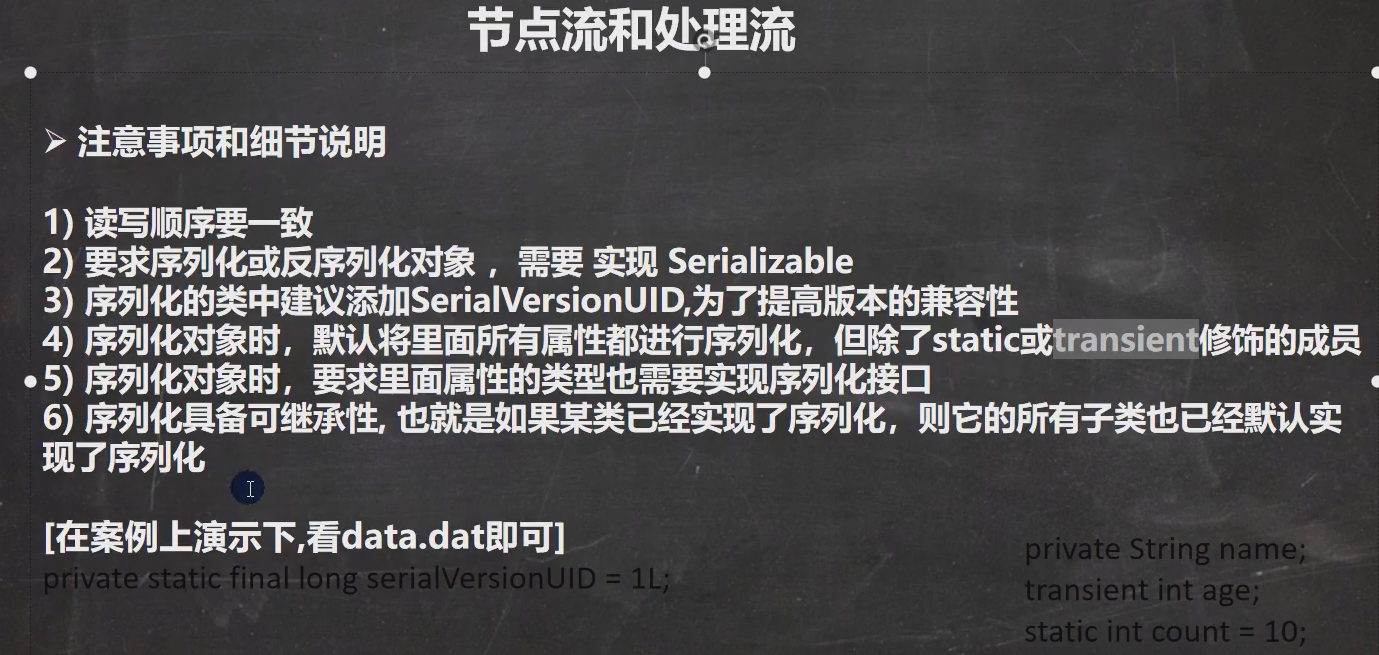 节点流和处理流
➢ 注意事项和细节说明
1) 读写顺序要一致
2) 要求序列化或反序列化对象 ，需要 实现 Serializable
3) 序列化的类中建议添加SerialVersionUID,为了提高版本的兼容性
4) 序列化对象时，默认将里面所有属性都进行序列化，但除了static或transient修饰的成员
5) 序列化对象时，要求里面属性的类型也需要实现序列化接口
6) 序列化具备可继承性, 也就是如果某类已经实现了序列化，则它的所有子类也已经默认实
现了序列化
[在案例上演示下,看data.dat即可]
private static final long serialVersionUID = 1L;
private String name;
transient int age;
static int count = 10;